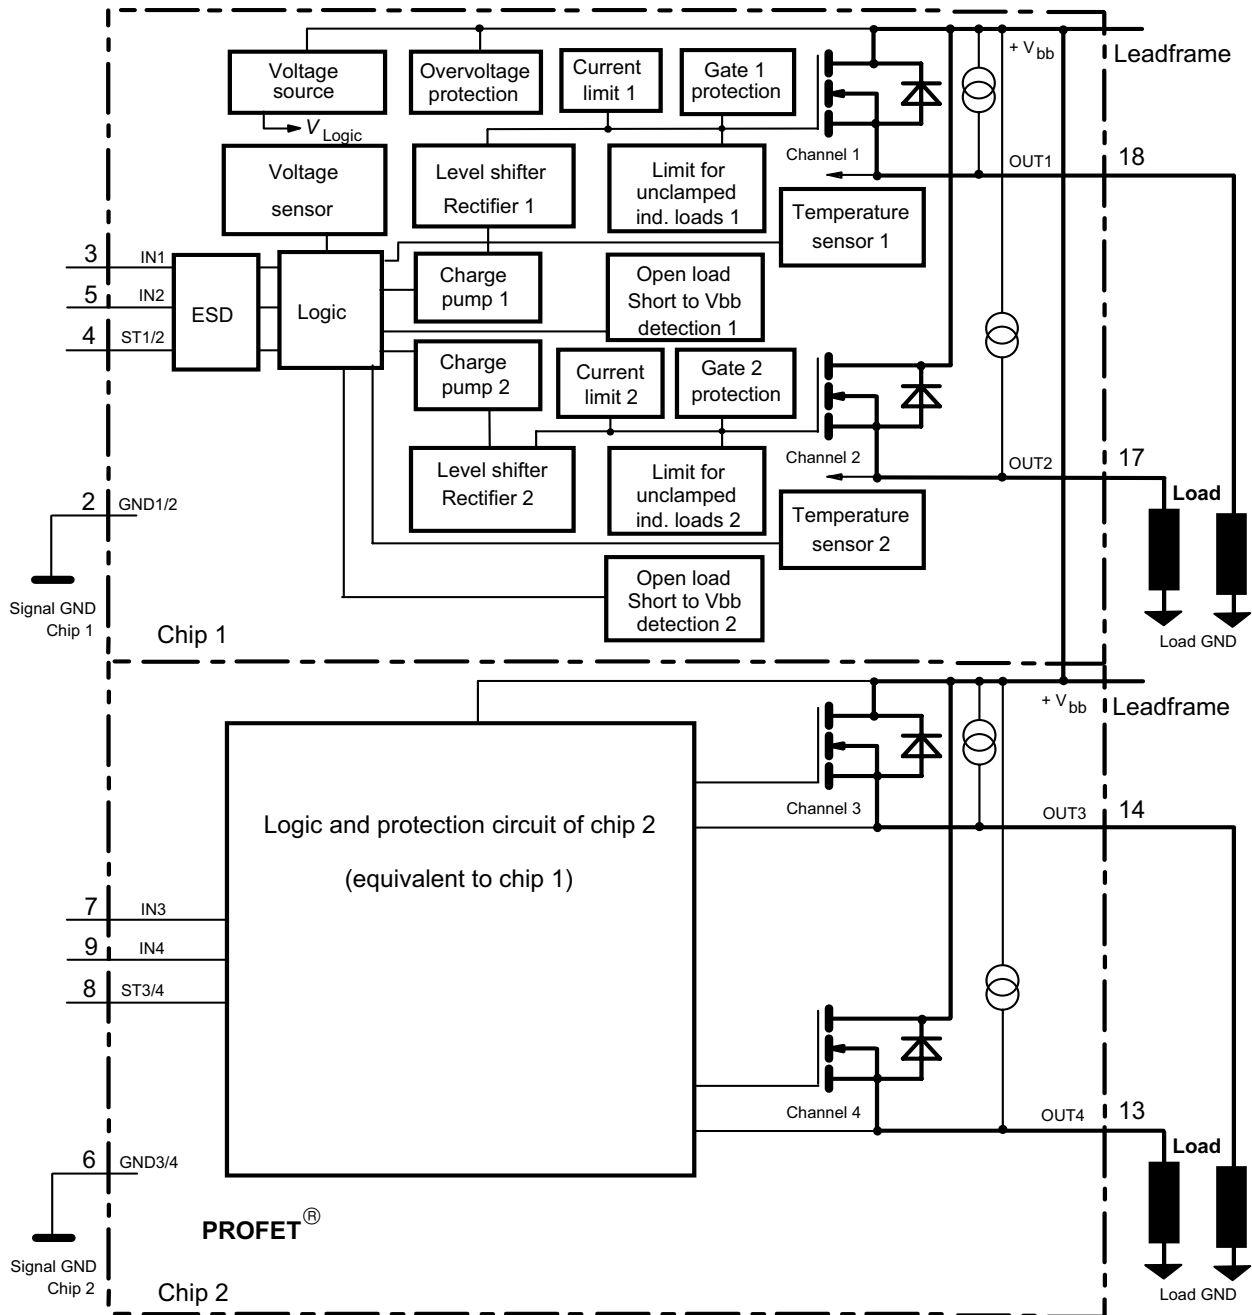 + V bb
Leadframe
Voltage
source
Overvoltage
protection
Current
limit 1
Gate 1
protection
V Logic
Channel 1
OUT1
18
Voltage
sensor
Level shifter
Rectifier 1
Limit for
unclamped
ind. loads 1
Temperature
sensor 1
3
IN1
5
IN2
4
ST1/2
ESD
Logic
Charge
pump 1
Open load
Short to Vbb
detection 1
Charge
pump 2
Current
limit 2
Gate 2
protection
Channel 2
OUT2
17
Level shifter
Rectifier 2
Limit for
unclamped
ind. loads 2
Temperature
sensor 2
Load
2
GND1/2
Signal GND
Chip 1
Open load
Short to Vbb
detection 2
Chip 1
Load GND
+ V bb
Leadframe
Channel 3
OUT3
14
Logic and protection circuit of chip 2
(equivalent to chip 1)
7
IN3
9
IN4
8
ST3/4
Channel 4
OUT4
13
Load
6
GND3/4
Signal GND
Chip 2
PROFET®
Chip 2
Load GND